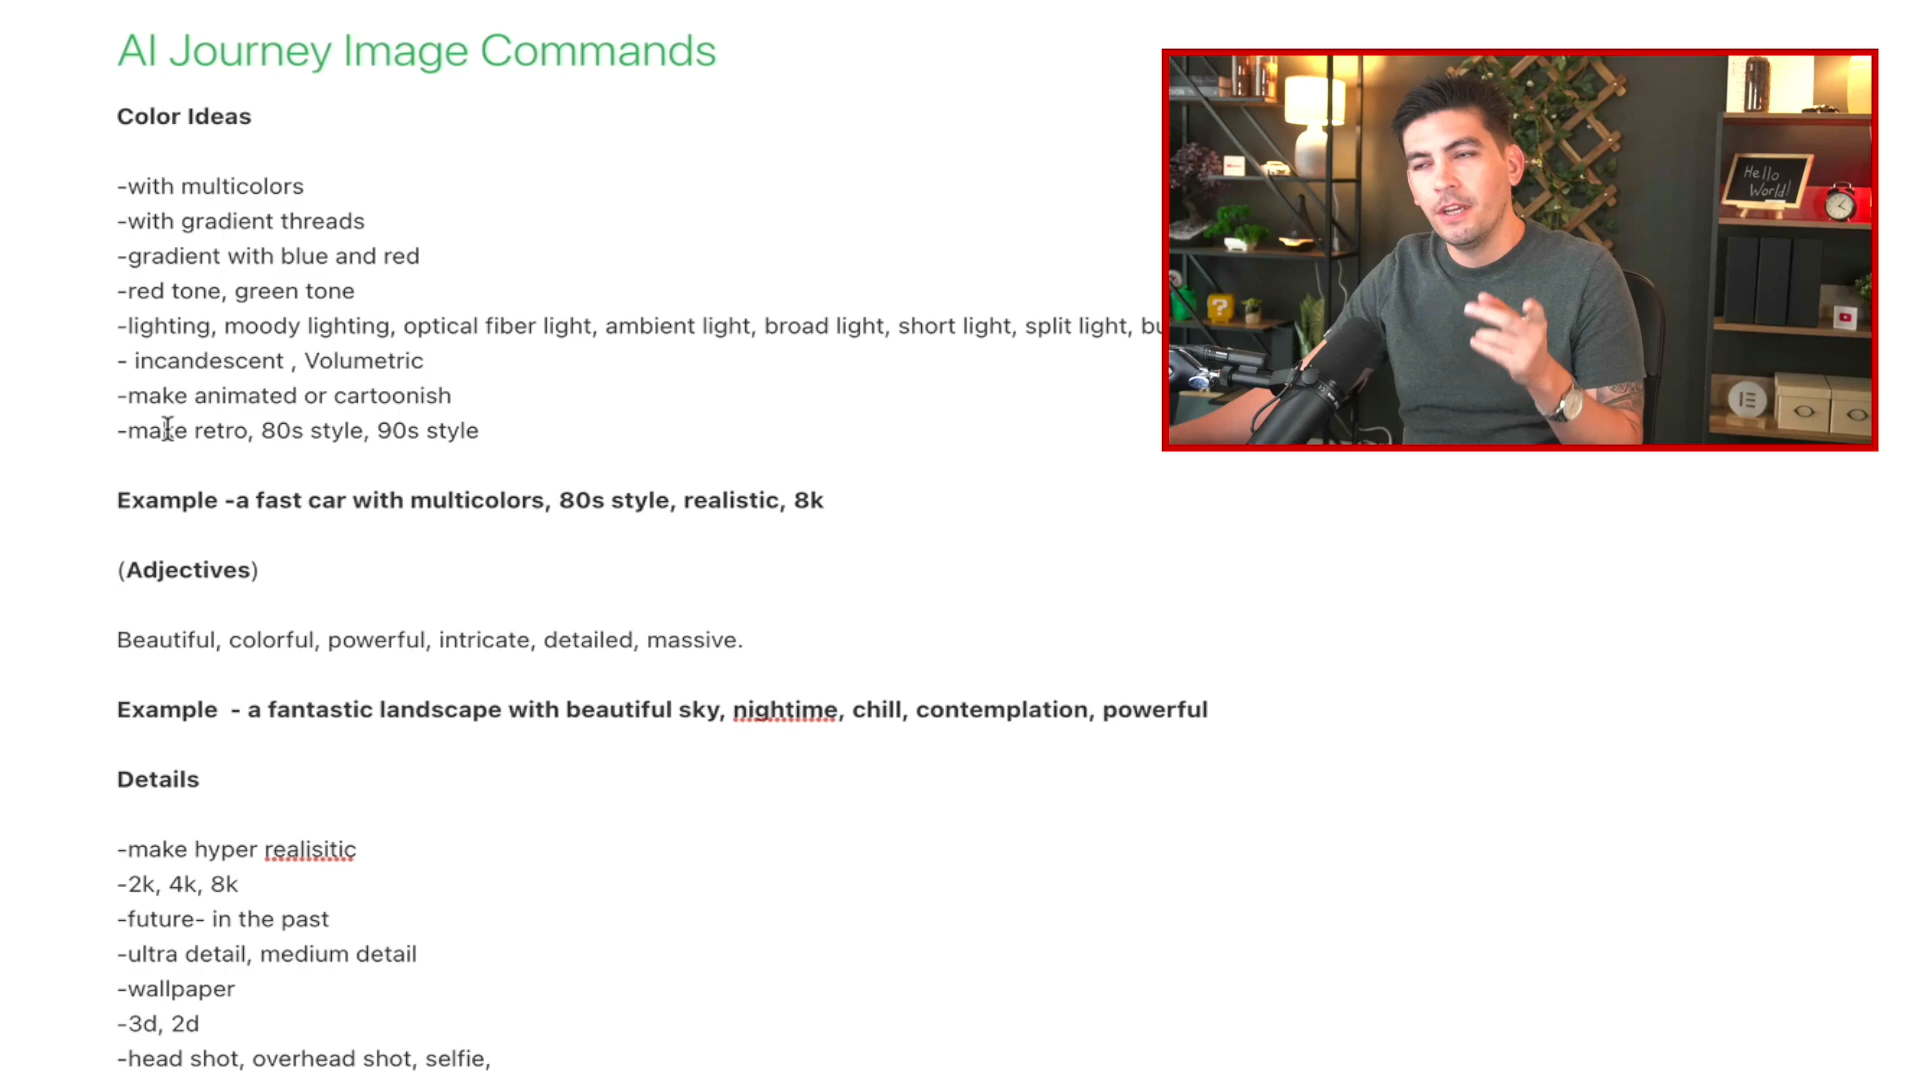 AI Journey Image Commands
Color Ideas
-with multicolors
-with gradient threads
-gradient with blue and red
-red tone, green tone
-lighting, moody lighting, optical fiber light, ambient light, broad light, short light, split light,
- incandescent , Volumetric
-make animated or cartoonish
-make retro, 80s style, 90s style
Example -a fast car with multicolors, 80s style, realistic, 8k
(Adjectives)
Beautiful, colorful, powerful, intricate, detailed, massive.
Example - a fantastic landscape with beautiful sky, nightime, chill, contemplation, powerful
Details
-make hyper realisitic
-2k, 4k, 8k
-future- in the past
-ultra detail, medium detail
-wallpaper
-3d, 2d
-head shot, overhead shot, selfie,
Hello
World!